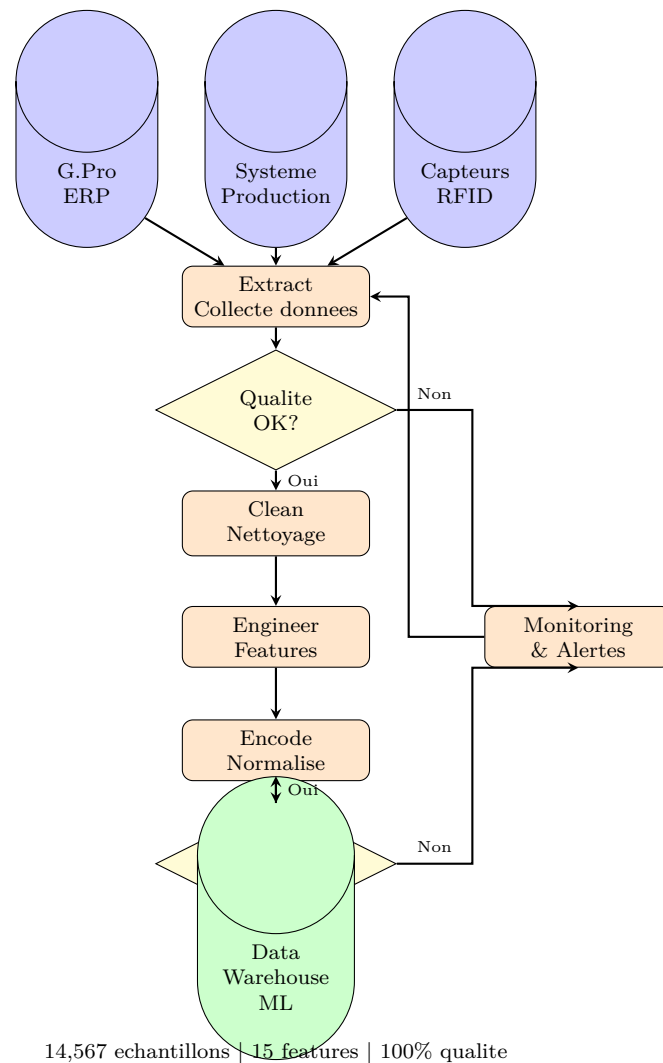 G.Pro
ERP
Systeme
Production
Capteurs
RFID
Extract
Collecte donnees
Qualite
OK?
Non
Oui
Clean
Nettoyage
Engineer
Features
Monitoring
& Alertes
Encode
Normalise
Oui
Non
Data
Warehouse
ML
14,567 echantillons | 15 features | 100% qualite